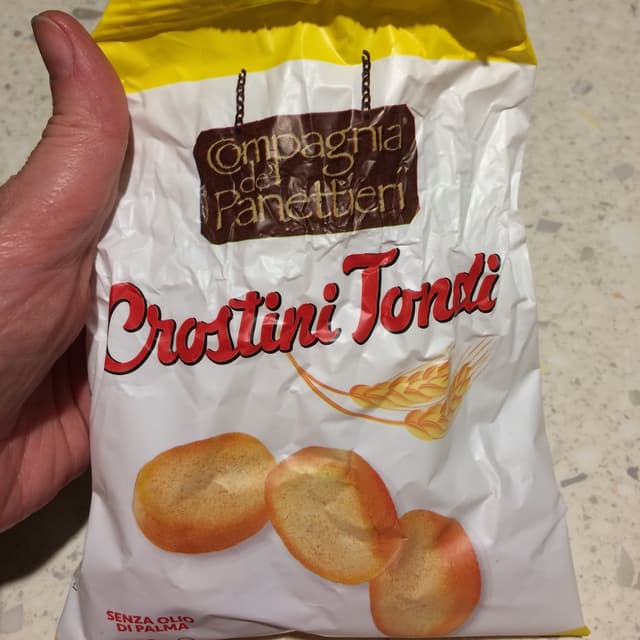 Compagnia
dei
Panettieri
Crostini Tondi
SENZA OLIO
DI PALMA